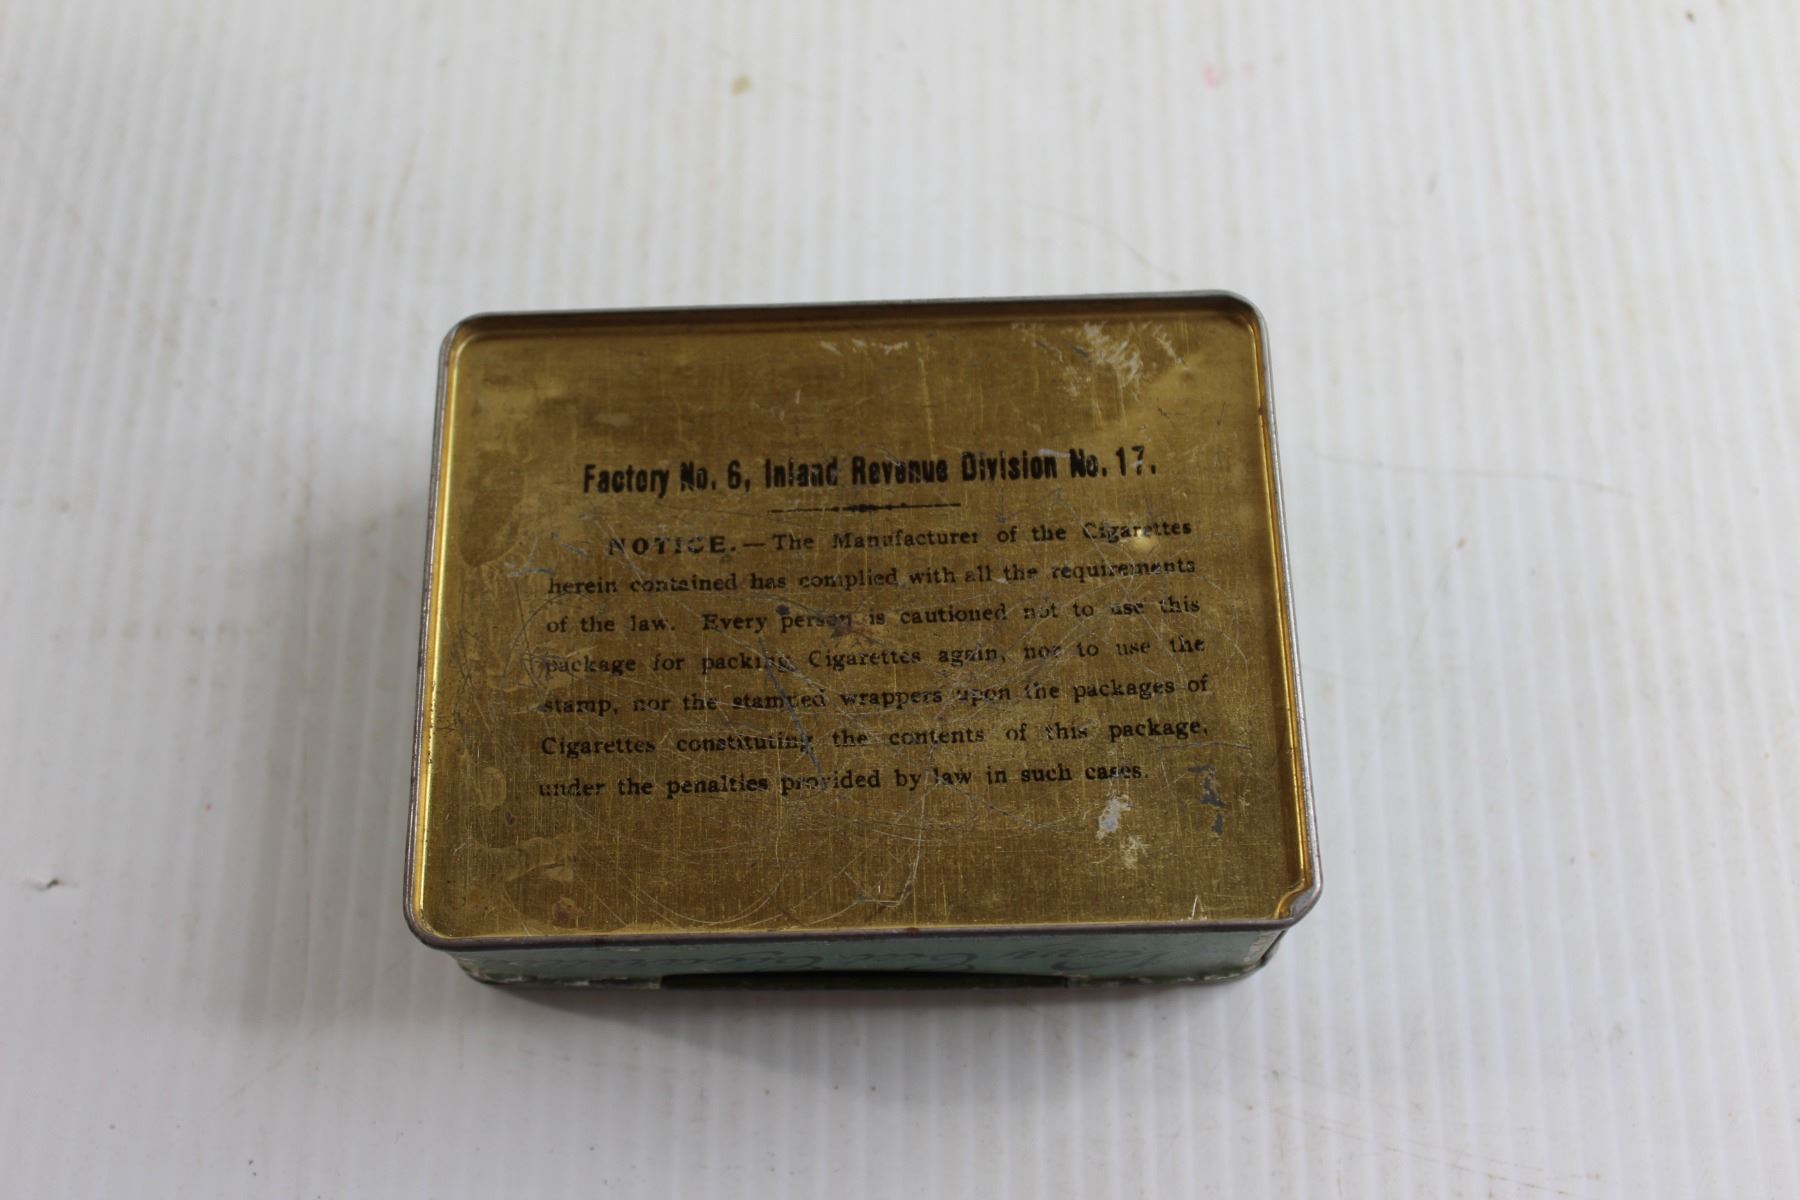 Factory No. 6, Inland Revenue Division No. 17.
NOTICE.—The Manufacturer of the Cigarettes
herein contained has complied with all the requirements
of the law. Every person is cautioned not to use this
package for packing Cigarettes again, nor to use the
stamp, nor the stamped wrappers upon the packages of
Cigarettes constituting the contents of this package,
under the penalties provided by law in such cases.